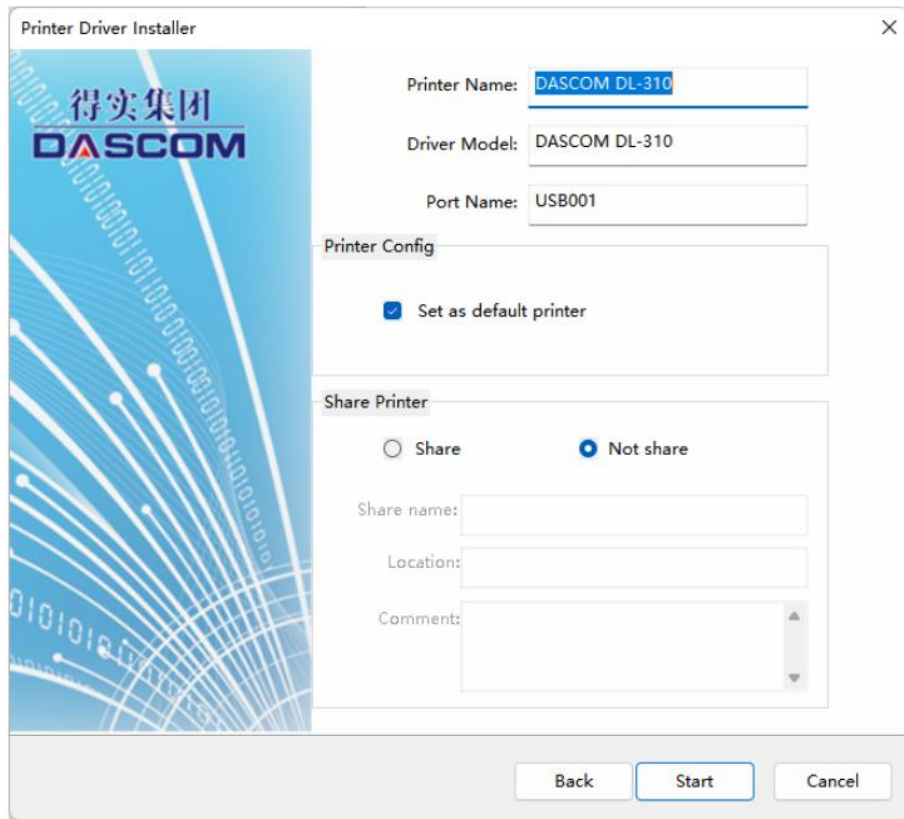 Printer Driver Installer
得实集团
DASCOM
Printer Name: DASCOM DL-310
Driver Model: DASCOM DL-310
Port Name: USB001
Printer Config
Set as default printer
Share Printer
Share Not share
Share name:
Location:
Comment:
Back Start Cancel